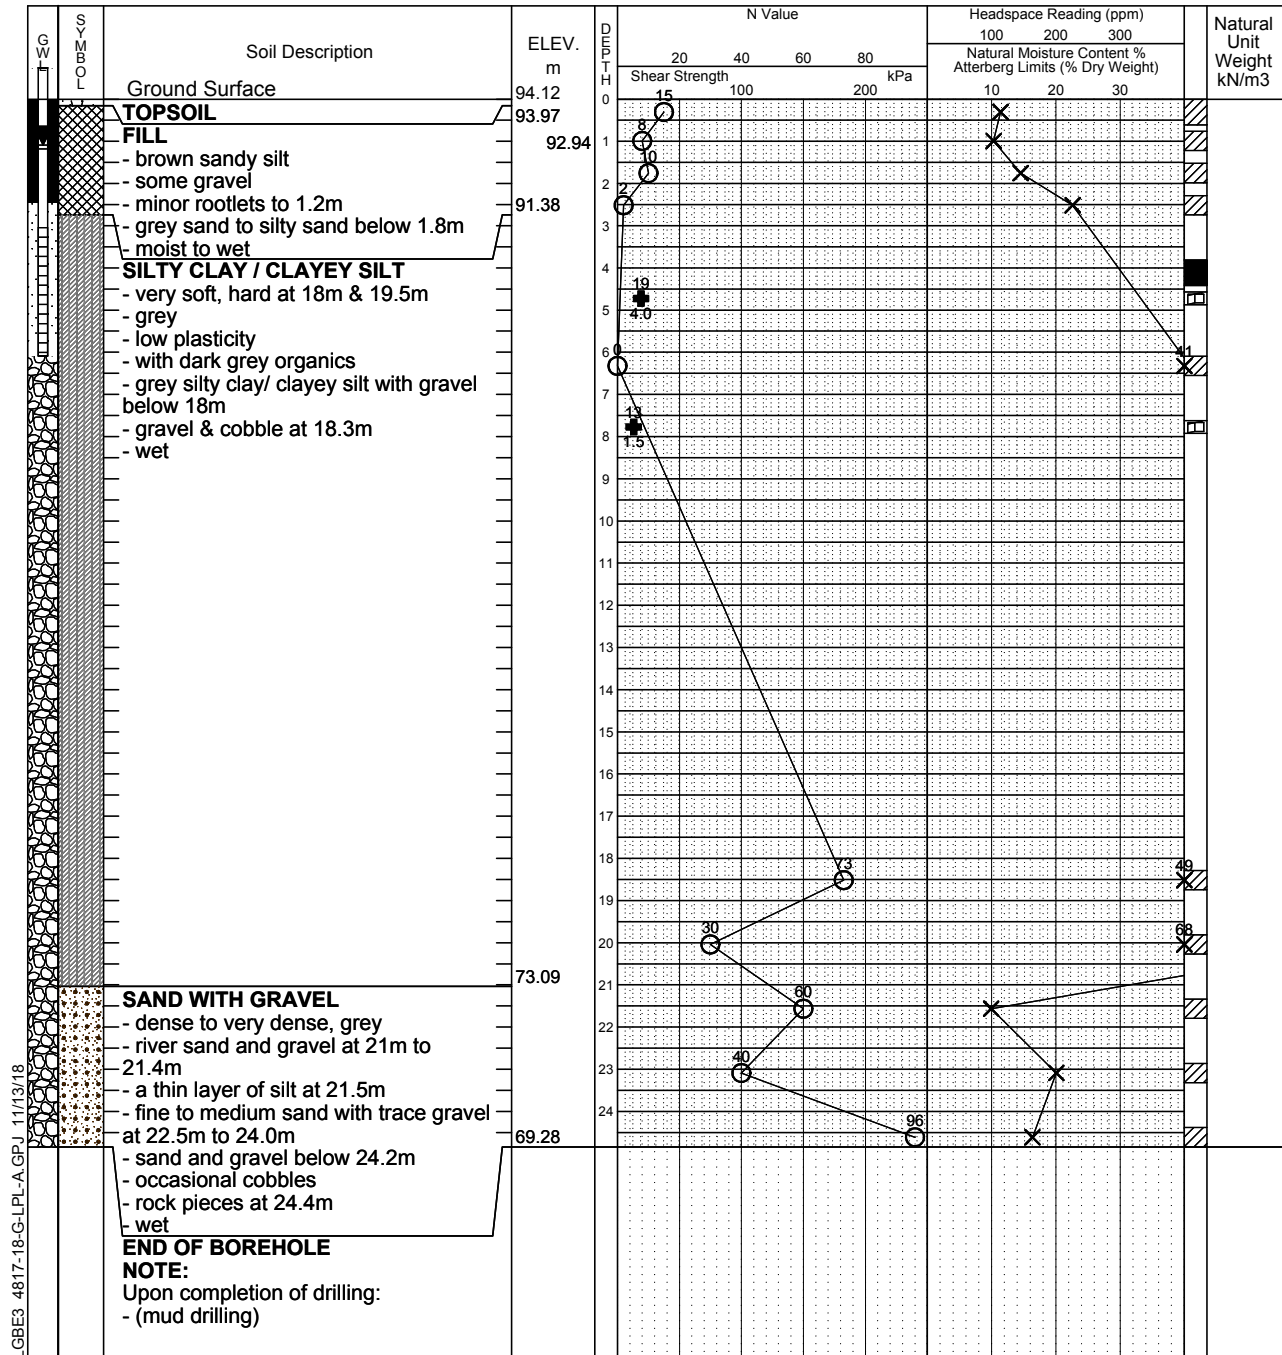 GWL
SYMBOL
Soil Description
ELEV.
m
DEPTH
N Value
20 40 60 80
Shear Strength kPa
100 200
Headspace Reading (ppm)
100 200 300
Natural Moisture Content %
Atterberg Limits (% Dry Weight)
10 20 30
Natural
Unit
Weight
kN/m3
Ground Surface 94.12
0
TOPSOIL 93.97
15
FILL 92.94
8
1
- brown sandy silt
10
- some gravel
2
- minor rootlets to 1.2m 91.38
2
- grey sand to silty sand below 1.8m
3
- moist to wet
SILTY CLAY / CLAYEY SILT
4
- very soft, hard at 18m & 19.5m
19
4.0
- grey
5
- low plasticity
6
0
41
- with dark grey organics
- grey silty clay/ clayey silt with gravel
below 18m
7
- gravel & cobble at 18.3m
13
1.5
- wet
8
9
10
11
12
13
14
15
16
17
18
73
49
19
30
68
20
73.09
21
SAND WITH GRAVEL
60
- dense to very dense, grey
22
- river sand and gravel at 21m to
21.4m
40
23
- a thin layer of silt at 21.5m
- fine to medium sand with trace gravel
24
at 22.5m to 24.0m 69.28
96
- sand and gravel below 24.2m
- occasional cobbles
- rock pieces at 24.4m
- wet
END OF BOREHOLE
NOTE:
Upon completion of drilling:
- (mud drilling)
LGBE3 4817-18-G-LPL-A.GPJ 11/13/18